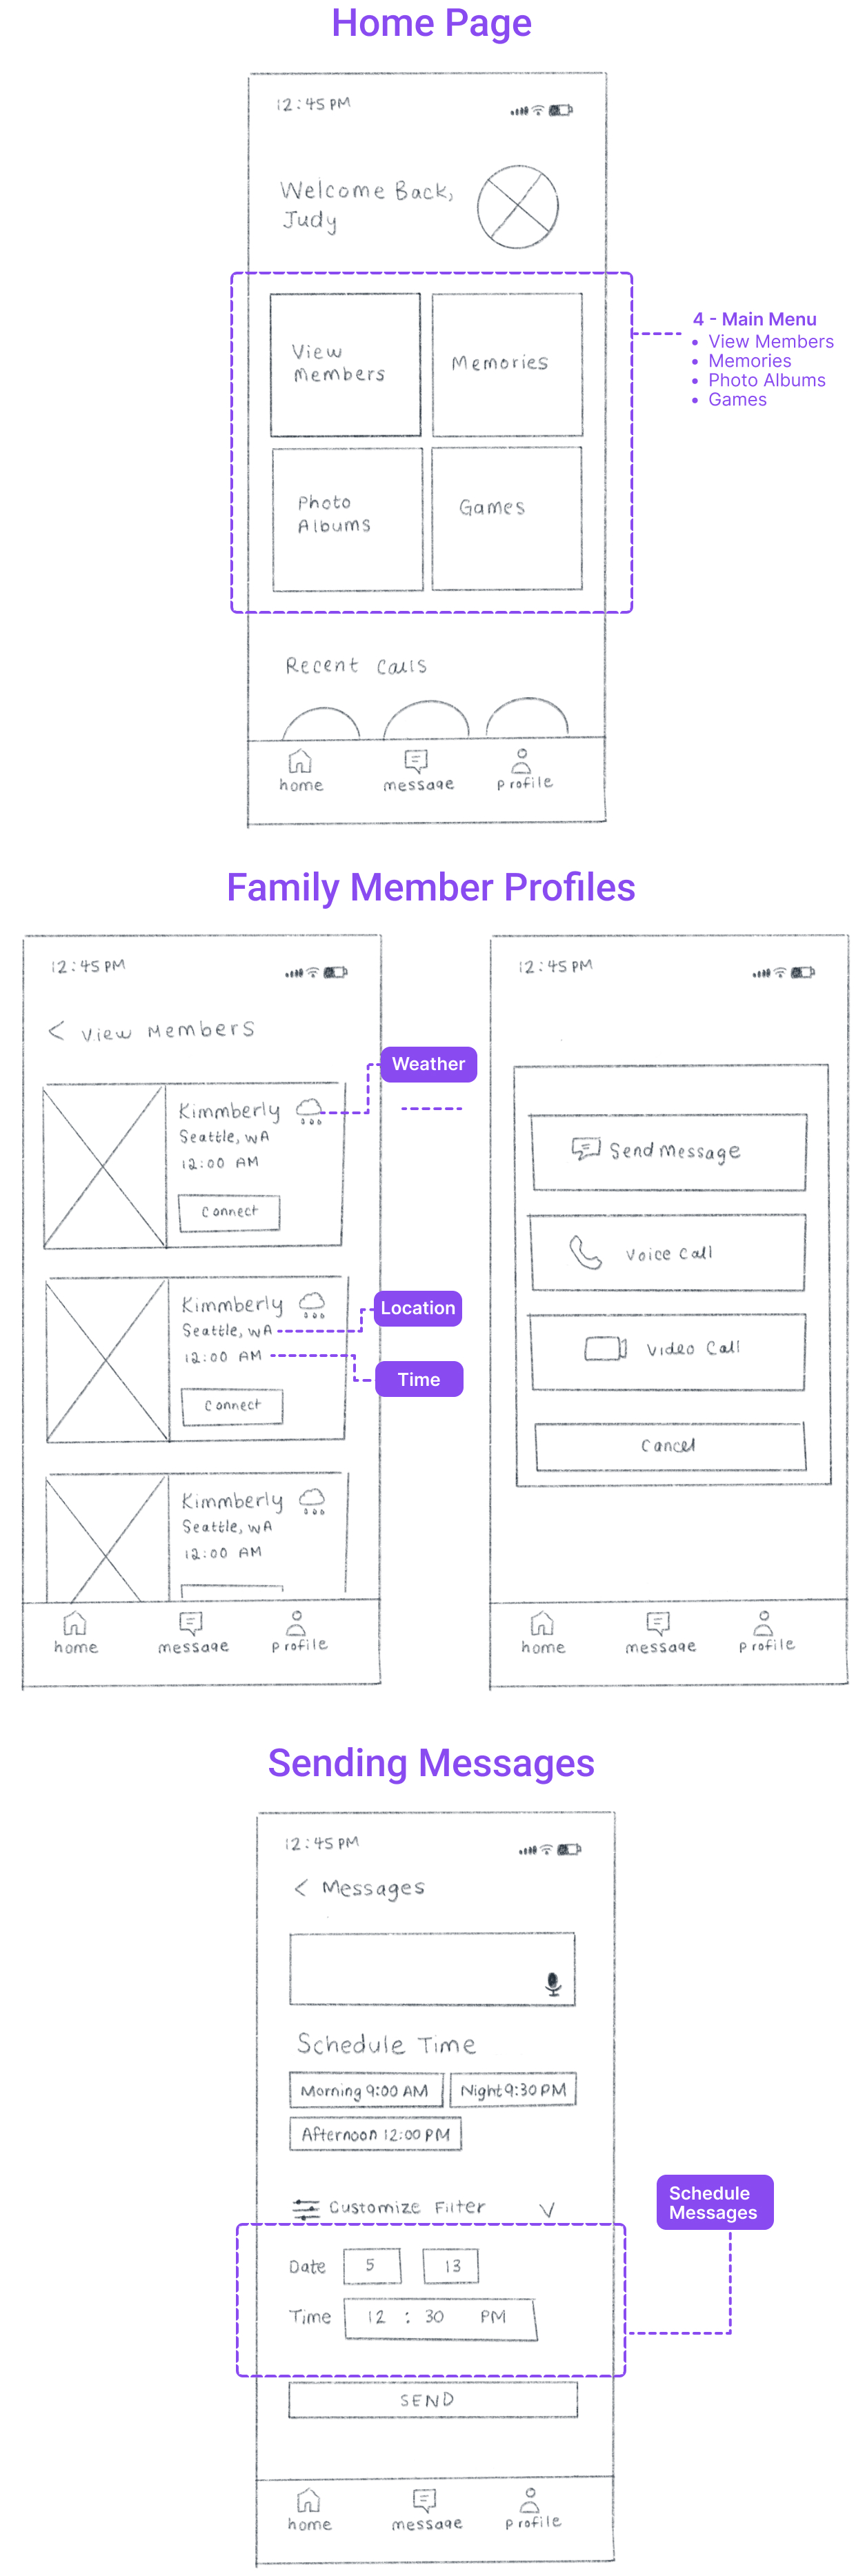 Home Page
12:45 PM
Welcome Back,
Judy
View
Members
Memories
Photo
Albums
Games
4 - Main Menu
• View Members
• Memories
• Photo Albums
• Games
Recent Calls
home
message
profile
Family Member Profiles
12:45 PM
< View Members
Weather
Kimmberly
Seattle, WA
12:00 AM
Connect
Kimmberly
Seattle, WA
12:00 AM
Connect
Location
Time
Kimmberly
Seattle, WA
12:00 AM
home
message
profile
12:45 PM
Send Message
Voice Call
Video Call
Cancel
home
message
profile
Sending Messages
12:45 PM
< Messages
Schedule Time
Morning 9:00 AM
Night 9:30 PM
Afternoon 12:00 PM
Customize Filter
Date 5 13
Time 12 : 30 PM
Schedule
Messages
SEND
home
message
profile